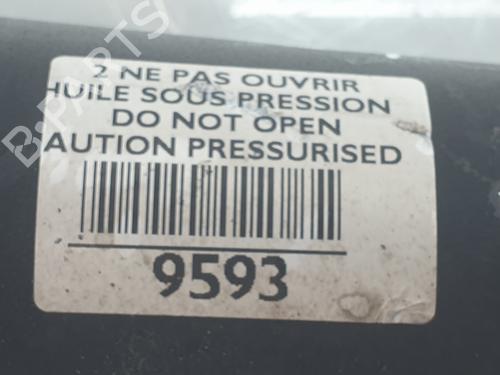 2 NE PAS OUVRIR
HUILE SOUS PRESSION
DO NOT OPEN
AUTION PRESSURISED
9593
B-PARTS